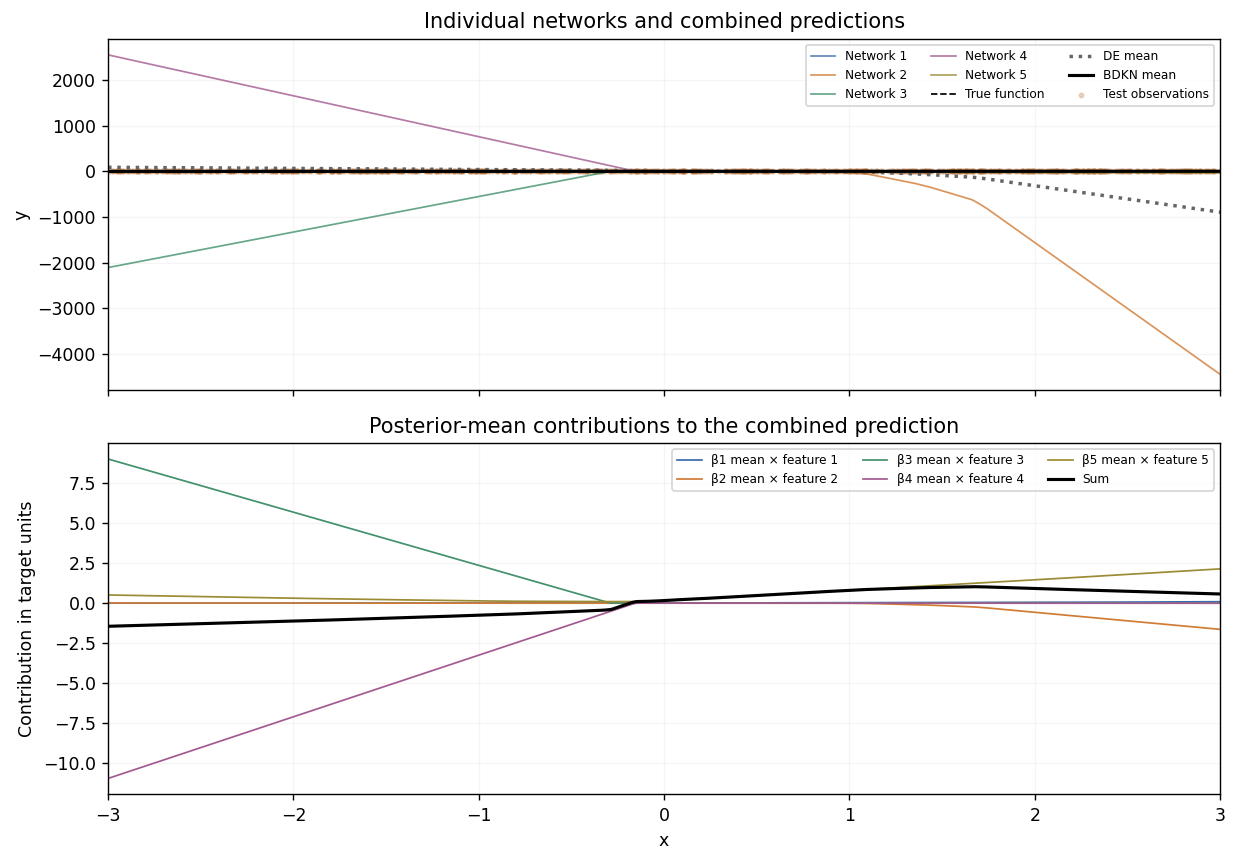 Individual networks and combined predictions
Network 1
Network 2
Network 3
Network 4
Network 5
True function
DE mean
BDKN mean
Test observations
2000
1000
0
−1000
−2000
−3000
−4000
y
Posterior-mean contributions to the combined prediction
β1 mean × feature 1
β2 mean × feature 2
β3 mean × feature 3
β4 mean × feature 4
β5 mean × feature 5
Sum
7.5
5.0
2.5
0.0
−2.5
−5.0
−7.5
−10.0
Contribution in target units
−3 −2 −1 0 1 2 3
x